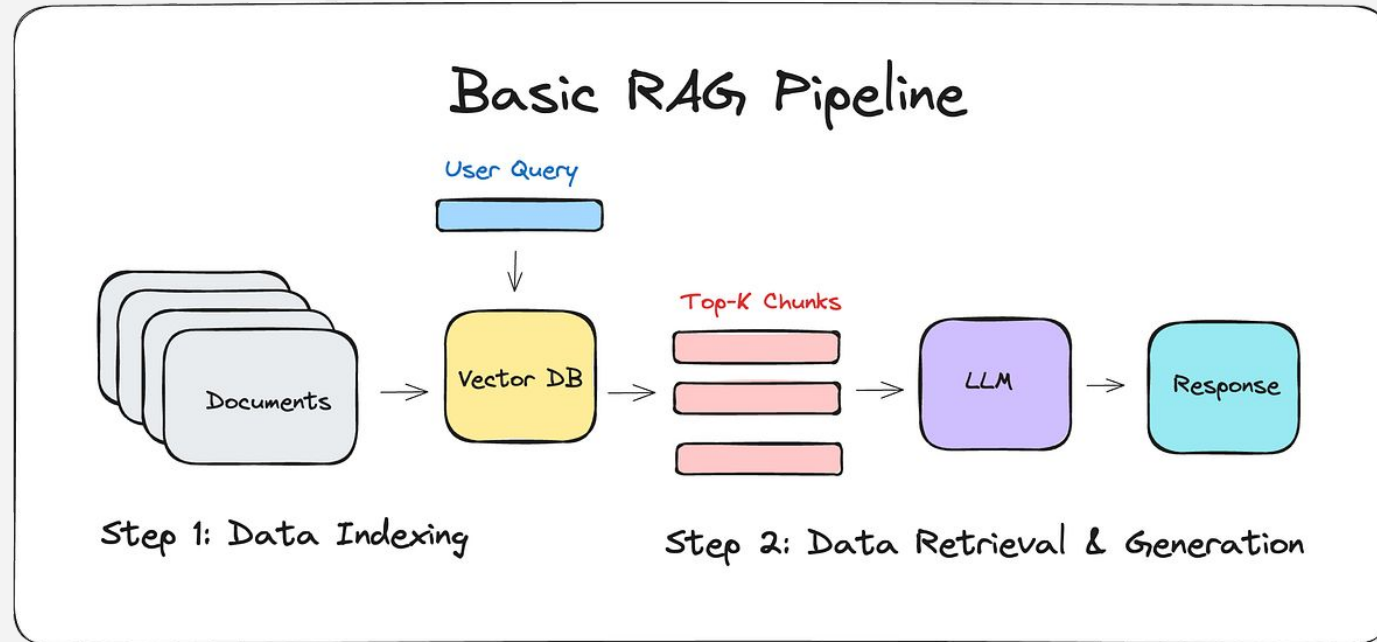 Basic RAG Pipeline
User Query
Top-K Chunks
Documents
Vector DB
LLM
Response
Step 1: Data Indexing
Step 2: Data Retrieval & Generation